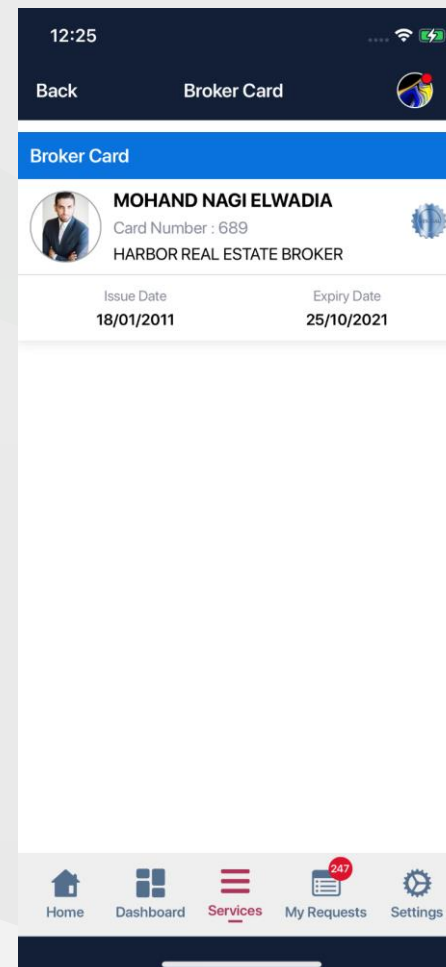 12:25
Back Broker Card
Broker Card
MOHAND NAGI ELWADIA
Card Number : 689
HARBOR REAL ESTATE BROKER
Issue Date Expiry Date
18/01/2011 25/10/2021
247
Home Dashboard Services My Requests Settings